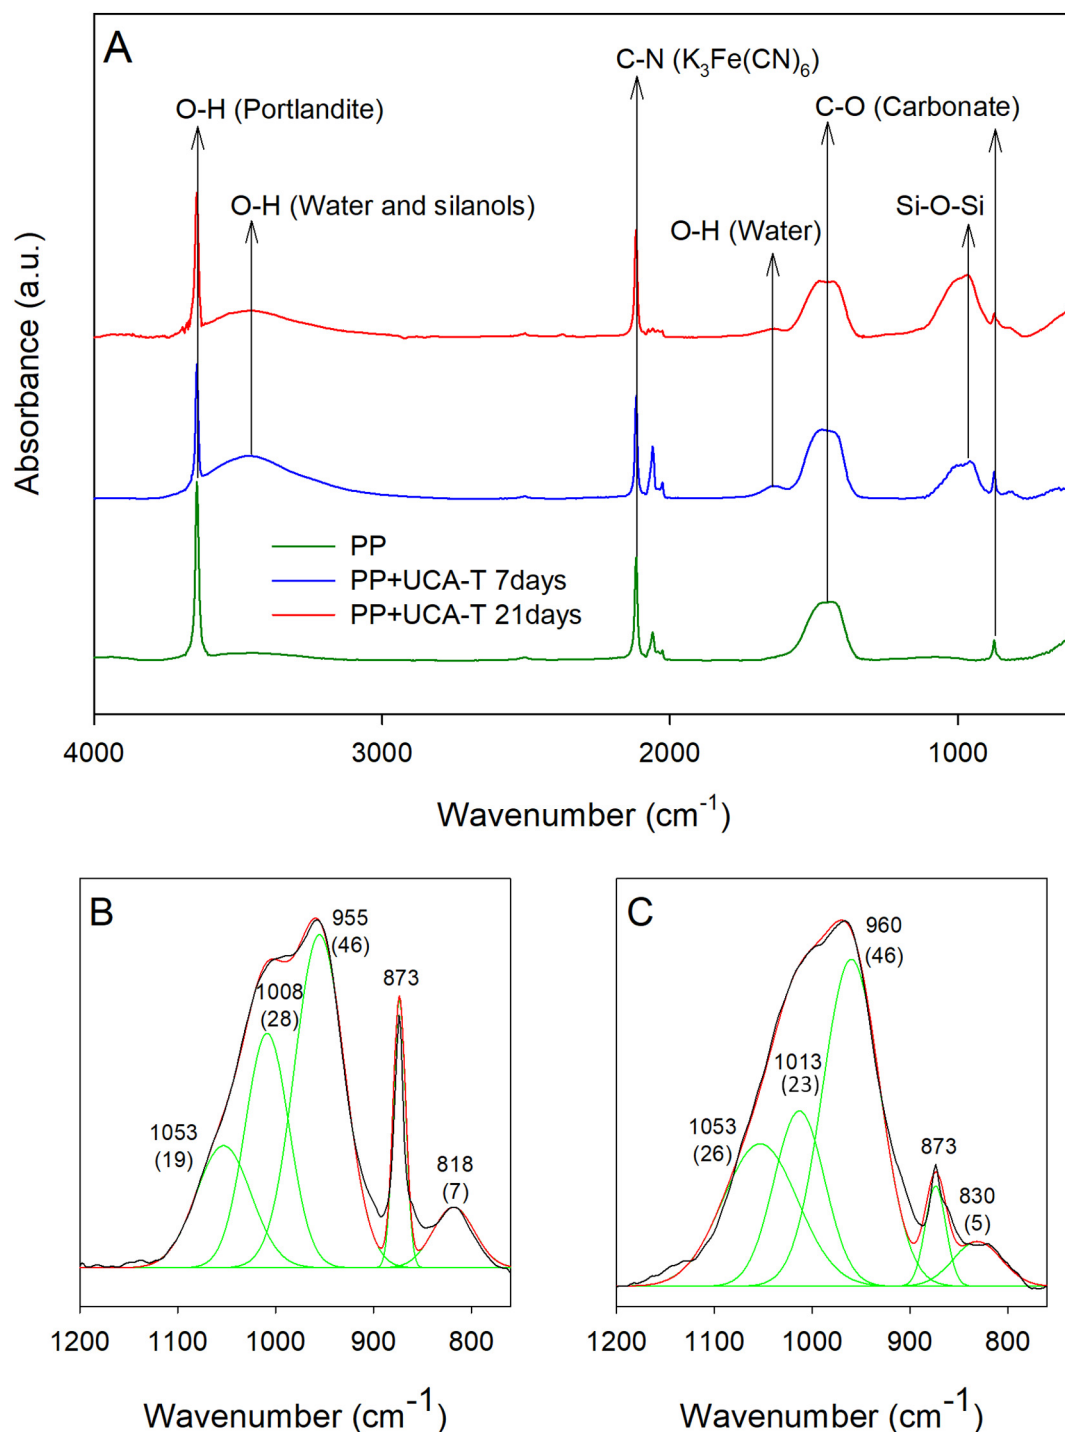 A
C-N (K₃Fe(CN)₆)
O-H (Portlandite)
C-O (Carbonate)
O-H (Water and silanols)
Si-O-Si
O-H (Water)
Absorbance (a.u.)
PP
PP+UCA-T 7days
PP+UCA-T 21days
4000 3000 2000 1000
Wavenumber (cm⁻¹)
B
955
(46)
873
1008
(28)
1053
(19)
818
(7)
1200 1100 1000 900 800
Wavenumber (cm⁻¹)
C
960
(46)
1013
(23)
1053
(26)
873
830
(5)
1200 1100 1000 900 800
Wavenumber (cm⁻¹)